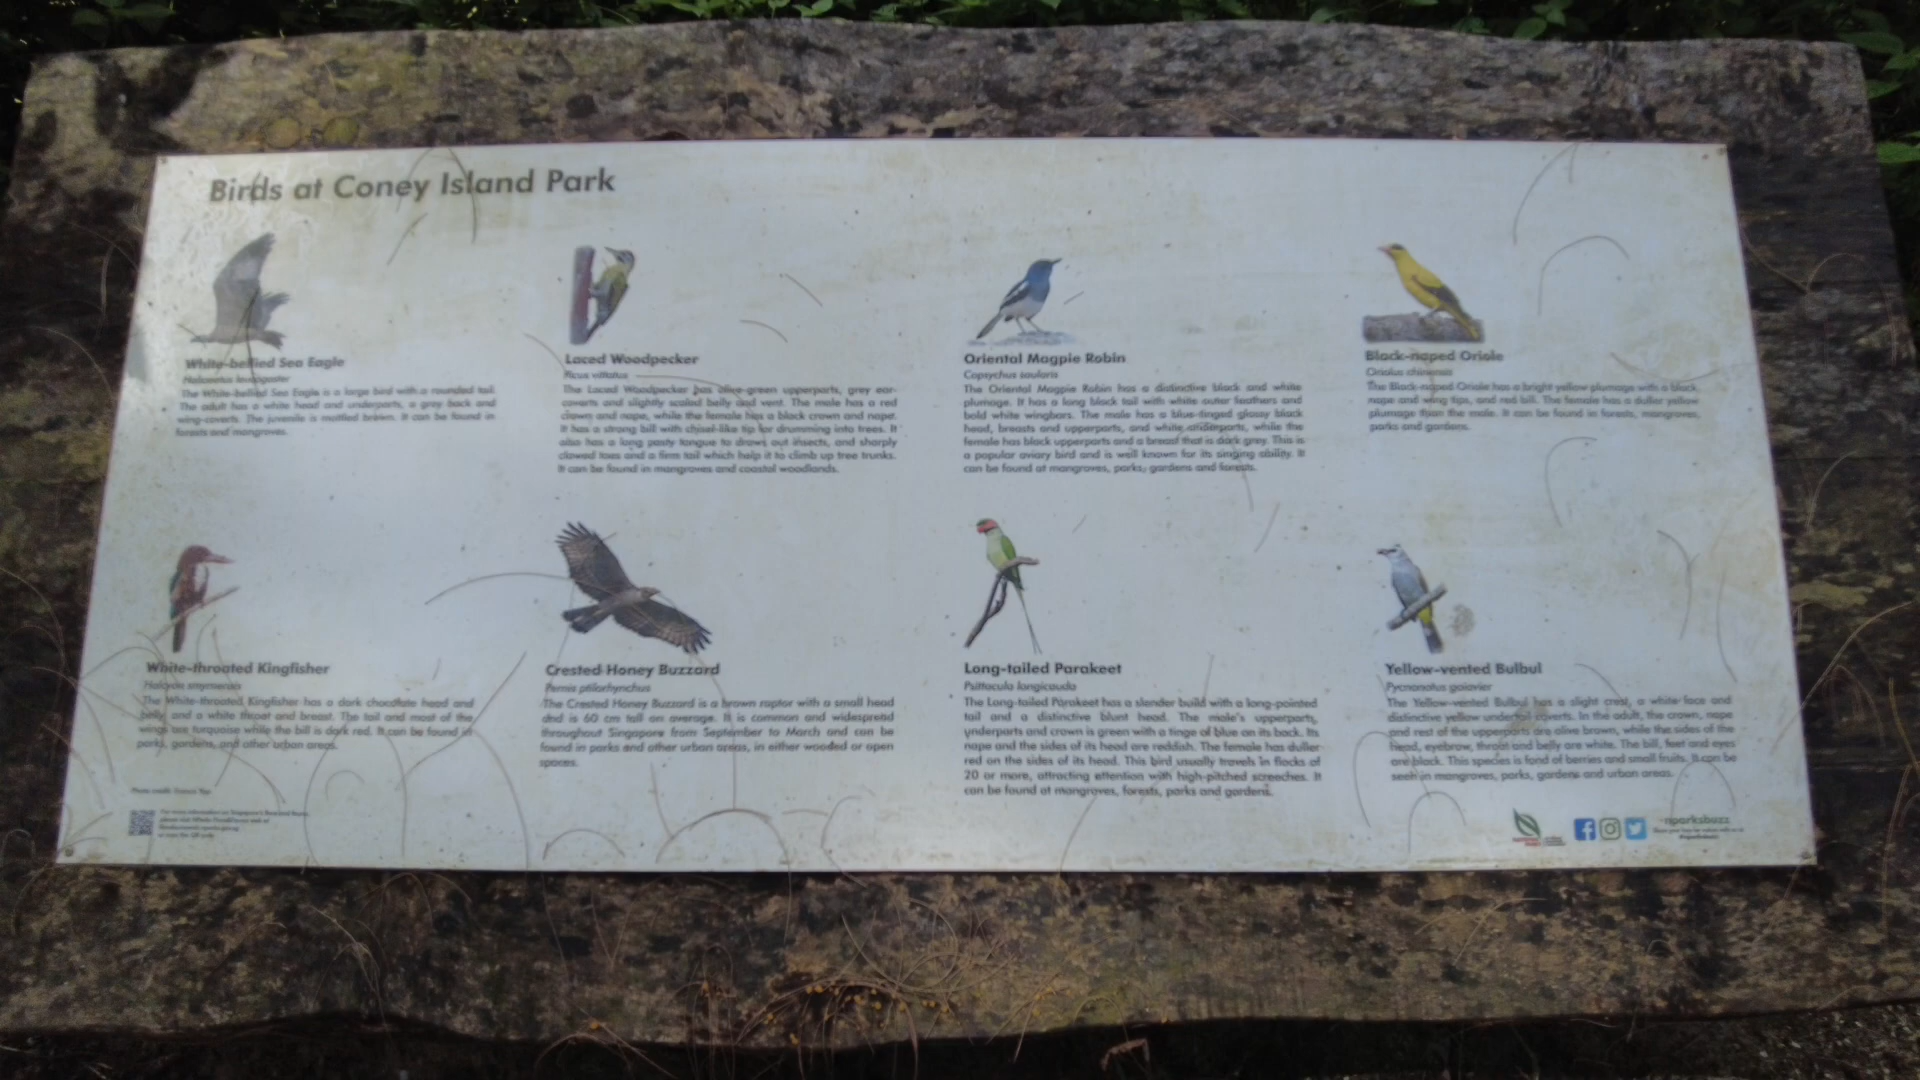 Birds at Coney Island Park
White-bellied Sea Eagle
Haliaeetus leucogaster
The White-bellied Sea Eagle is a large bird with a rounded tail.
The adult has a white head and underparts, a grey back and
wing-coverts. The juvenile is mottled brown. It can be found in
forests and mangroves.
Laced Woodpecker
Picus vittatus
The Laced Woodpecker has olive-green upperparts, grey ear-
coverts and slightly scaled belly and vent. The male has a red
clown and nape, while the female has a black crown and nape.
It has a strong bill with chisel-like tip for drumming into trees. It
also has a long pasty tongue to draws out insects, and sharply
clawed toes and a firm tail which help it to climb up tree trunks.
It can be found in mangroves and coastal woodlands.
Oriental Magpie Robin
Copsychus saularis
The Oriental Magpie Robin has a distinctive black and white
plumage. It has a long black tail with white outer feathers and
bold white wingbars. The male has a blue-tinged glossy black
head, breasts and upperparts, and white underparts, while the
female has black upperparts and a breast that is dark grey. This is
a popular aviary bird and is well known for its singing ability. It
can be found at mangroves, parks, gardens and forests.
Black-naped Oriole
Oriolus chinensis
The Black-naped Oriole has a bright yellow plumage with a black
nape and wing tips, and red bill. The female has a duller yellow
plumage than the male. It can be found in forests, mangroves,
parks and gardens.
White-throated Kingfisher
Halcyon smyrnensis
The White-throated Kingfisher has a dark chocolate head and
belly and a white throat and breast. The tail and most of the
wings are turquoise while the bill is dark red. It can be found in
parks, gardens, and other urban areas.
Crested Honey Buzzard
Pernis ptilorhynchus
The Crested Honey Buzzard is a brown raptor with a small head
and is 60 cm tall on average. It is common and widespread
throughout Singapore from September to March and can be
found in parks and other urban areas, in either wooded or open
spaces.
Long-tailed Parakeet
Psittacula longicauda
The Long-tailed Parakeet has a slender build with a long-pointed
tail and a distinctive blunt head. The male's upperparts,
underparts and crown is green with a tinge of blue on its back. Its
nape and the sides of its head are reddish. The female has duller
red on the sides of its head. This bird usually travels in flocks of
20 or more, attracting attention with high-pitched screeches. It
can be found at mangroves, forests, parks and gardens.
Yellow-vented Bulbul
Pycnonotus goiavier
The Yellow-vented Bulbul has a slight crest, a white face and
distinctive yellow undertail coverts. In the adult, the crown, nape
and rest of the upperparts are olive brown, while the sides of the
head, eyebrow, throat and belly are white. The bill, feet and eyes
are black. This species is fond of berries and small fruits. It can be
seen in mangroves, parks, gardens and urban areas.
nparksbuzz